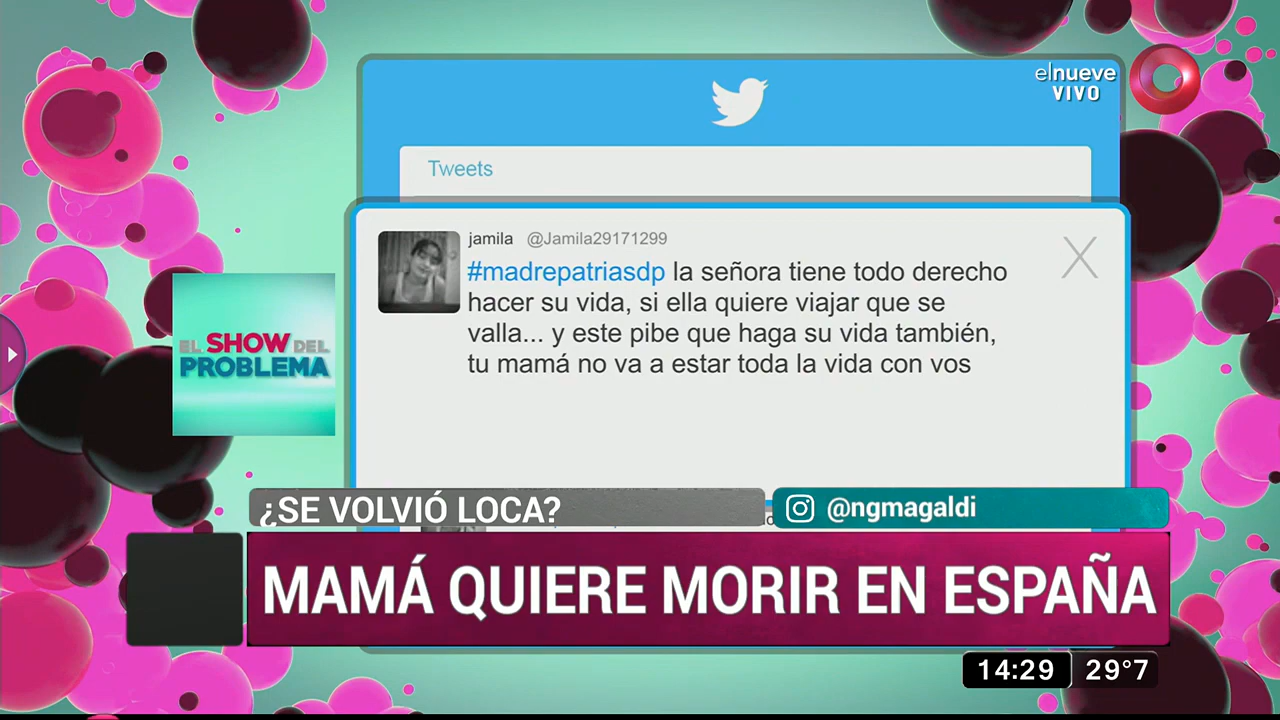 elnueve
VIVO
Tweets
jamila @Jamila29171299
#madrepatriasdp la señora tiene todo derecho
hacer su vida, si ella quiere viajar que se
valla... y este pibe que haga su vida también,
tu mamá no va a estar toda la vida con vos
EL SHOW DEL
PROBLEMA
¿SE VOLVIÓ LOCA?
@ngmagaldi
MAMÁ QUIERE MORIR EN ESPAÑA
14:29 29°7